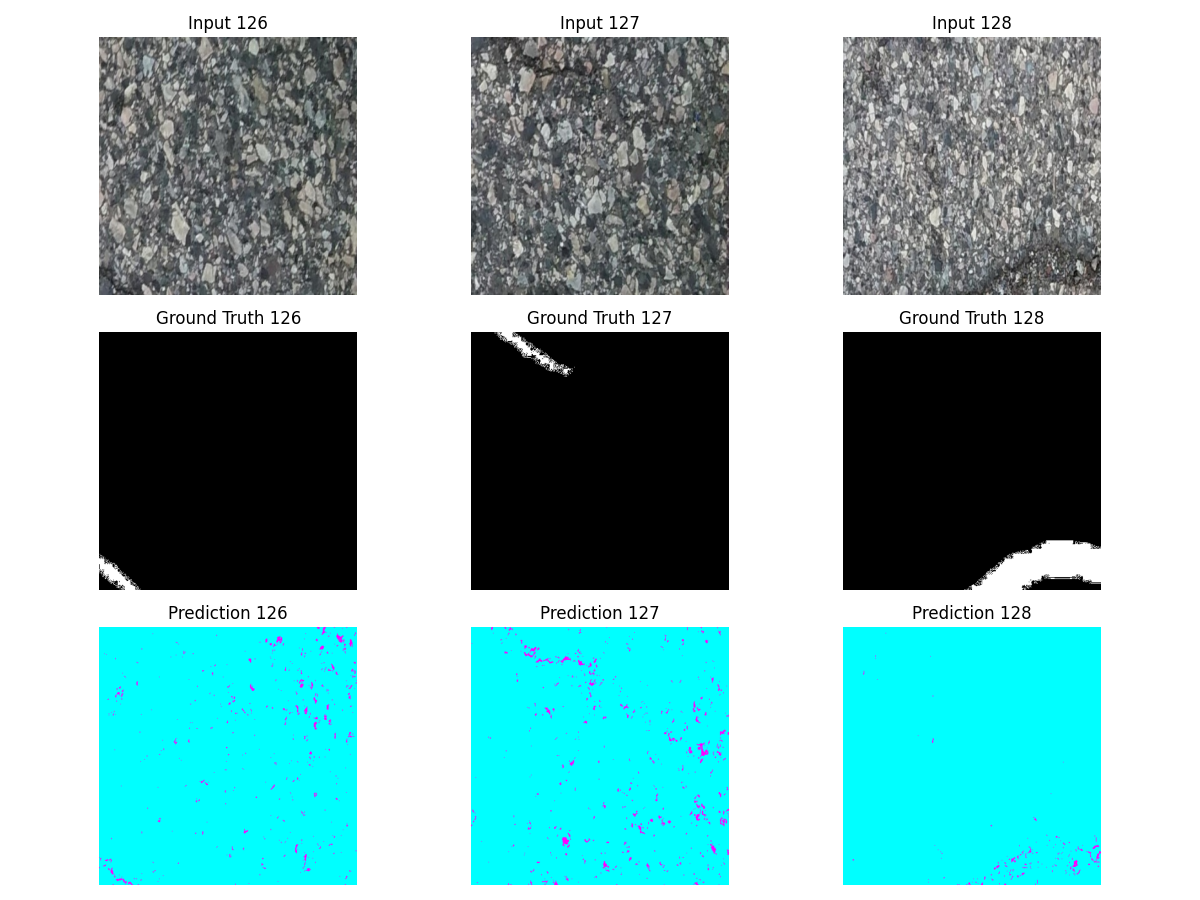 Input 126
Input 127
Input 128
Ground Truth 126
Ground Truth 127
Ground Truth 128
Prediction 126
Prediction 127
Prediction 128